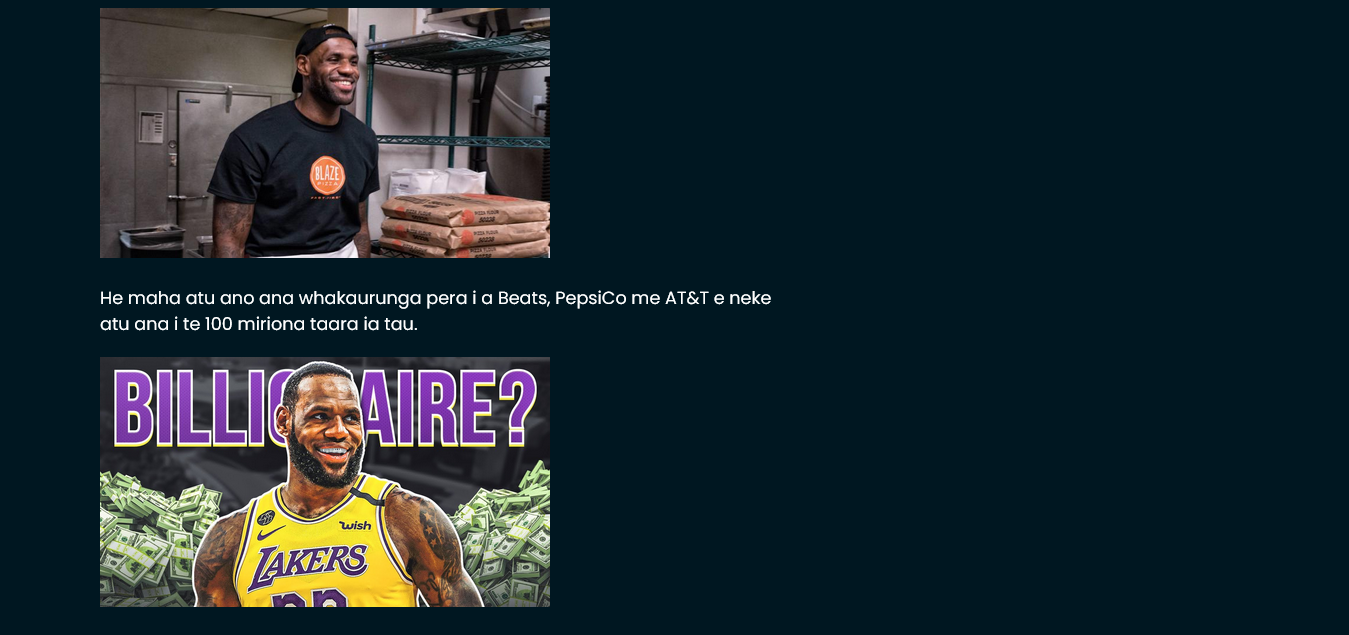 BLAZE
PIZZA
He maha atu ano ana whakaurunga pera i a Beats, PepsiCo me AT&T e neke
atu ana i te 100 miriona taara ia tau.
BILLI AIRE?
wish
LAKERS